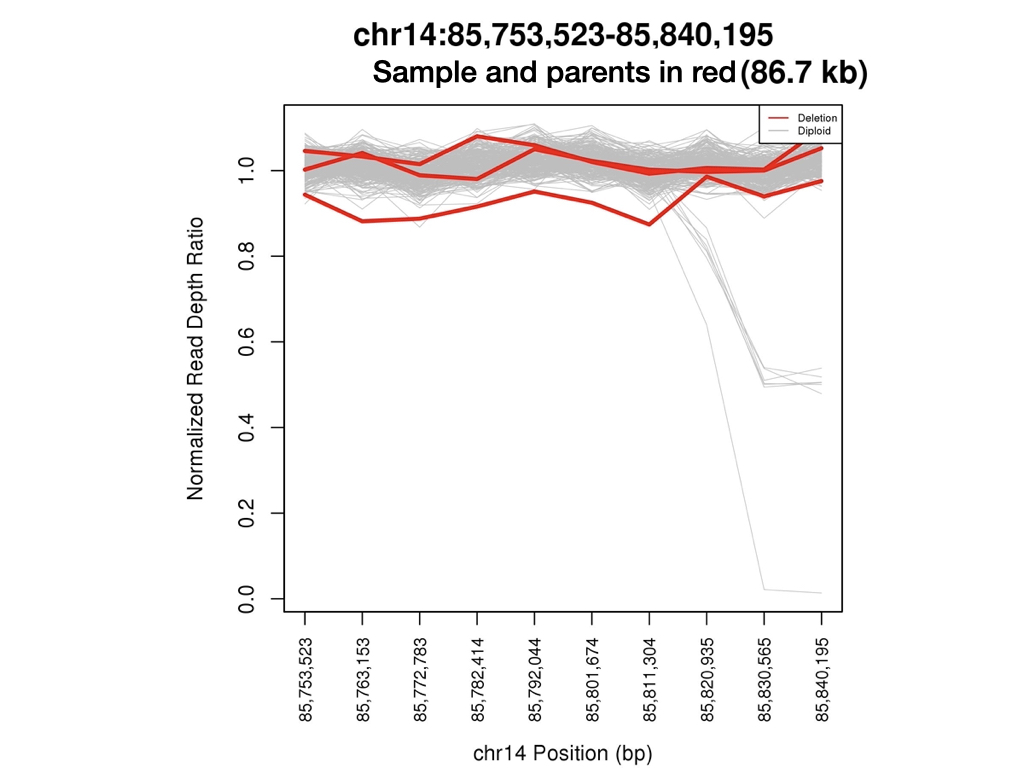 chr14:85,753,523-85,840,195
Sample and parents in red (86.7 kb)
Deletion
Diploid
Normalized Read Depth Ratio
1.0
0.8
0.6
0.4
0.2
0.0
85,753,523
85,763,153
85,772,783
85,782,414
85,792,044
85,801,674
85,811,304
85,820,935
85,830,565
85,840,195
chr14 Position (bp)